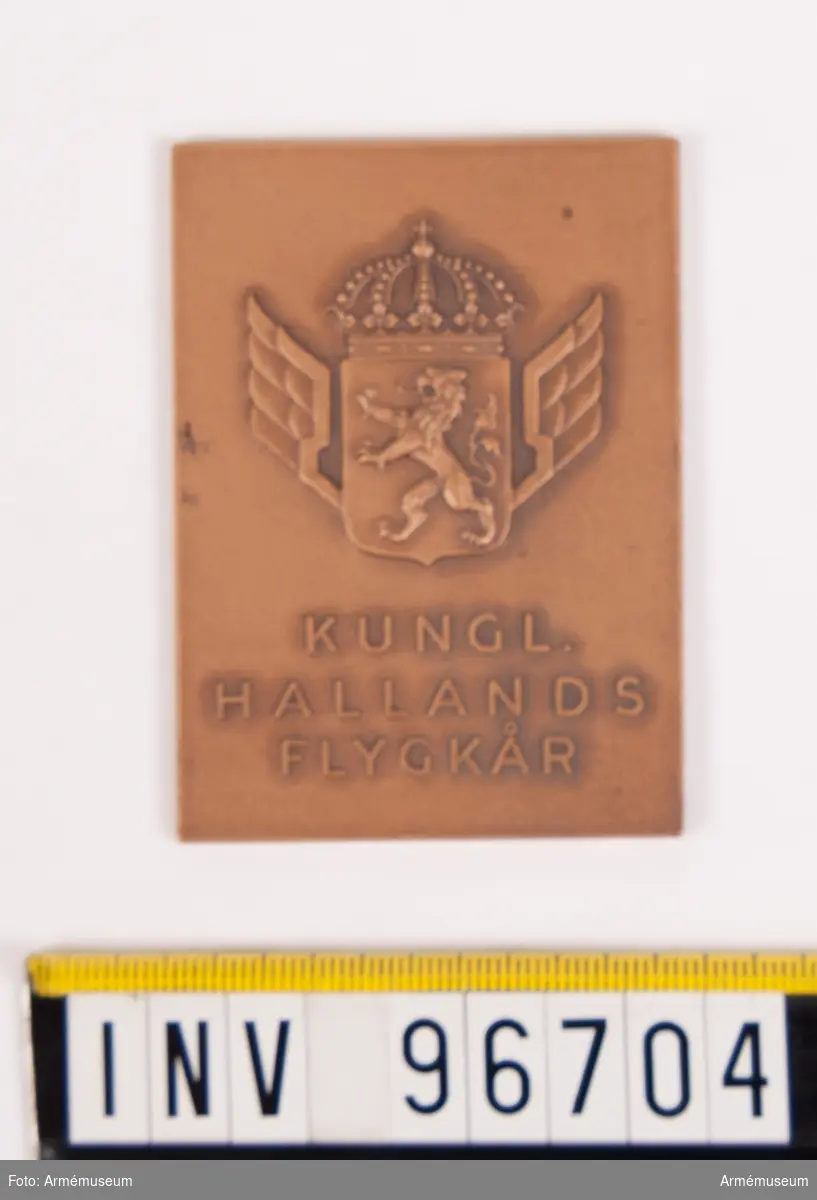 KUNGL.
HALLANDS
FLYGKÅR
INV 96704
Foto: Armémuseum
Armémuseum